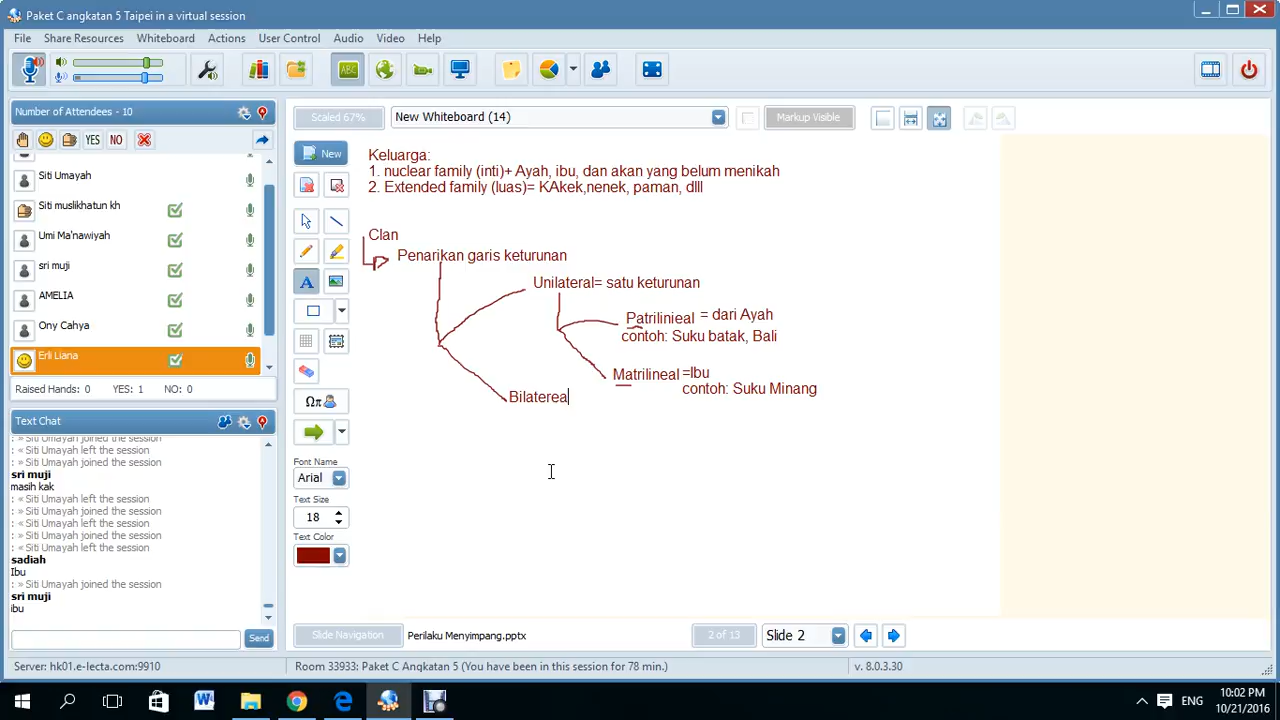 Paket C angkatan 5 Taipei in a virtual session
File Share Resources Whiteboard Actions User Control Audio Video Help
ABC
Number of Attendees - 10
YES NO
Siti Umayah
Siti muslikhatun kh
Umi Ma'nawiyah
sri muji
AMELIA
Ony Cahya
Erli Liana
Raised Hands: 0 YES: 1 NO: 0
Text Chat
: « Siti Umayah joined the session
: » Siti Umayah left the session
: « Siti Umayah joined the session
sri muji
masih kak
: » Siti Umayah left the session
: » Siti Umayah joined the session
: « Siti Umayah left the session
: » Siti Umayah joined the session
: « Siti Umayah left the session
sadiah
Ibu
: » Siti Umayah joined the session
sri muji
ibu
Send
Scaled 67%
New Whiteboard (14)
Markup Visible
New
A
Ωπ
Font Name
Arial
Text Size
18
Text Color
Keluarga:
1. nuclear family (inti)+ Ayah, ibu, dan akan yang belum menikah
2. Extended family (luas)= KAkek,nenek, paman, dlll
Clan
Penarikan garis keturunan
Unilateral= satu keturunan
Patrilinieal = dari Ayah
contoh: Suku batak, Bali
Matrilineal =Ibu
contoh: Suku Minang
Bilaterea
Slide Navigation
Perilaku Menyimpang.pptx
2 of 13
Slide 2
Server: hk01.e-lecta.com:9910
Room 33933: Paket C Angkatan 5 (You have been in this session for 78 min.)
v. 8.0.3.30
ENG
10:02 PM
10/21/2016